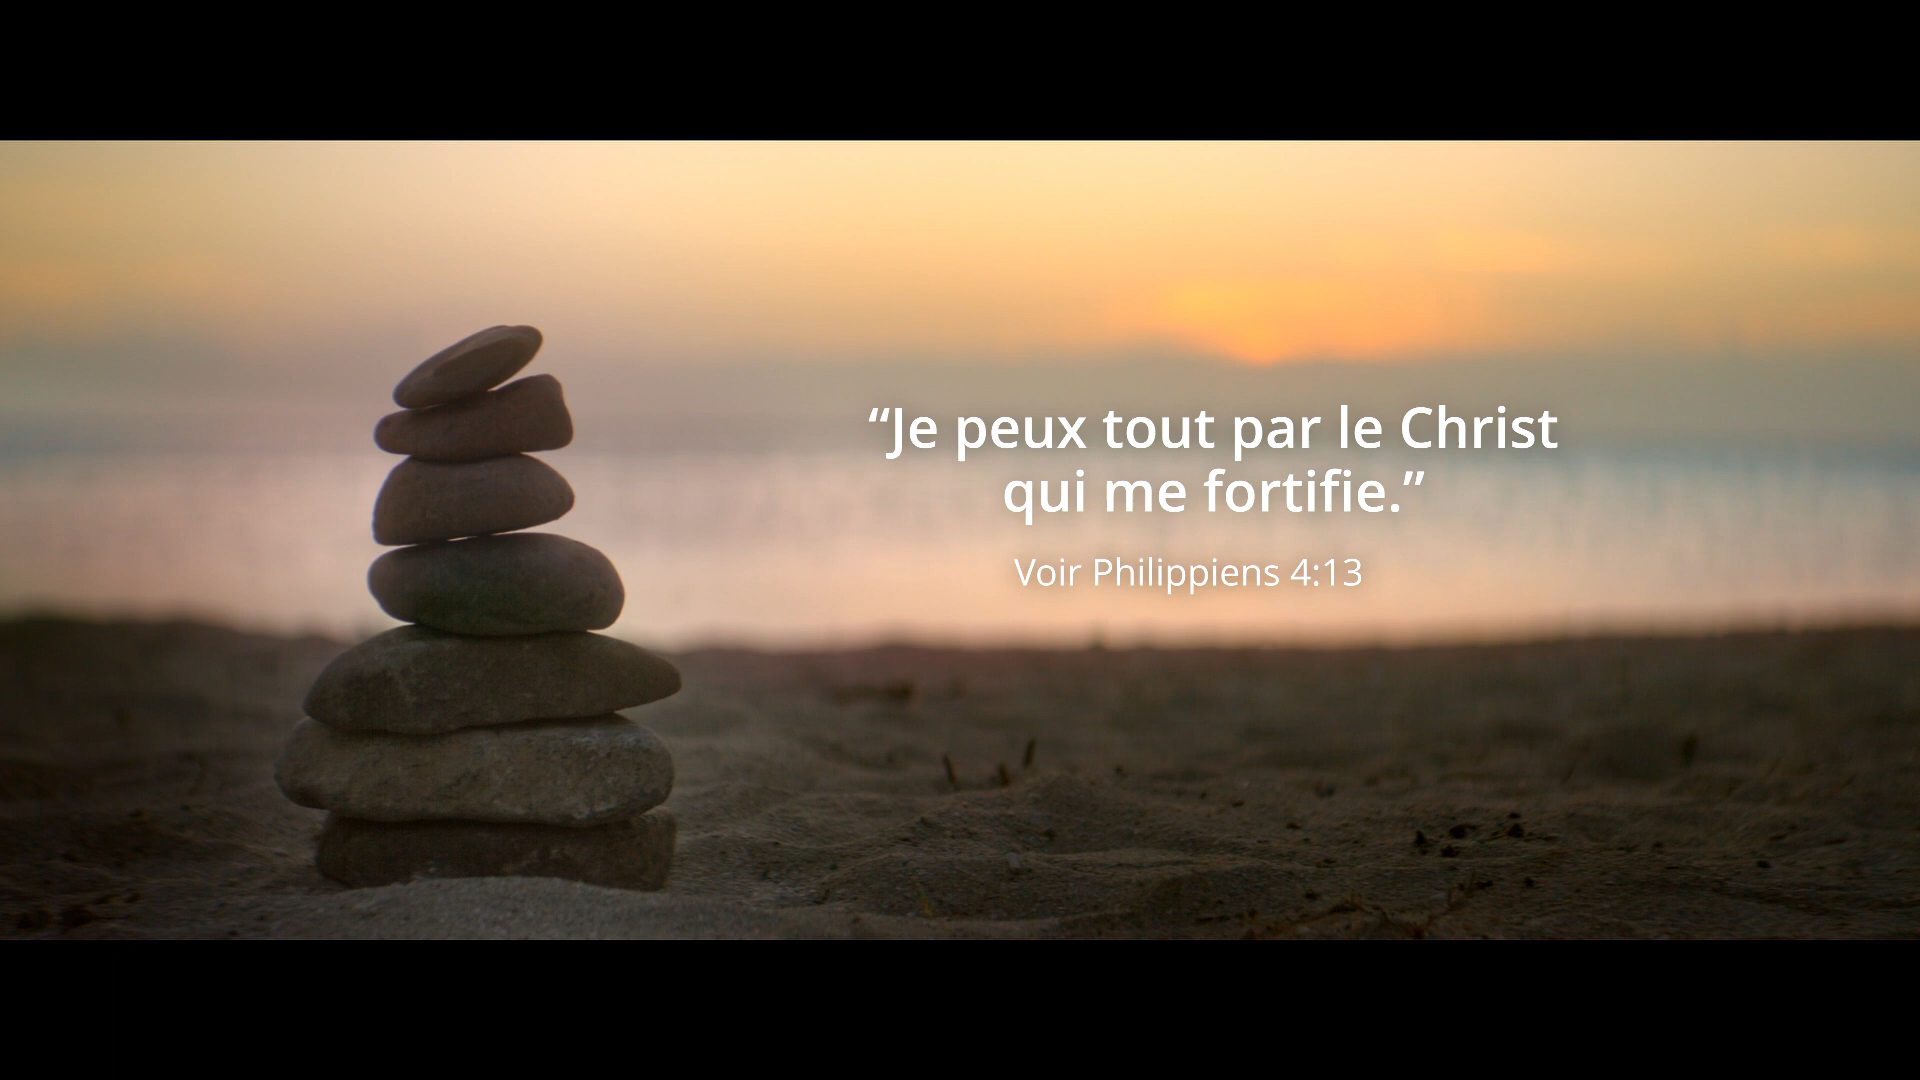 “Je peux tout par le Christ
qui me fortifie.”
Voir Philippiens 4:13